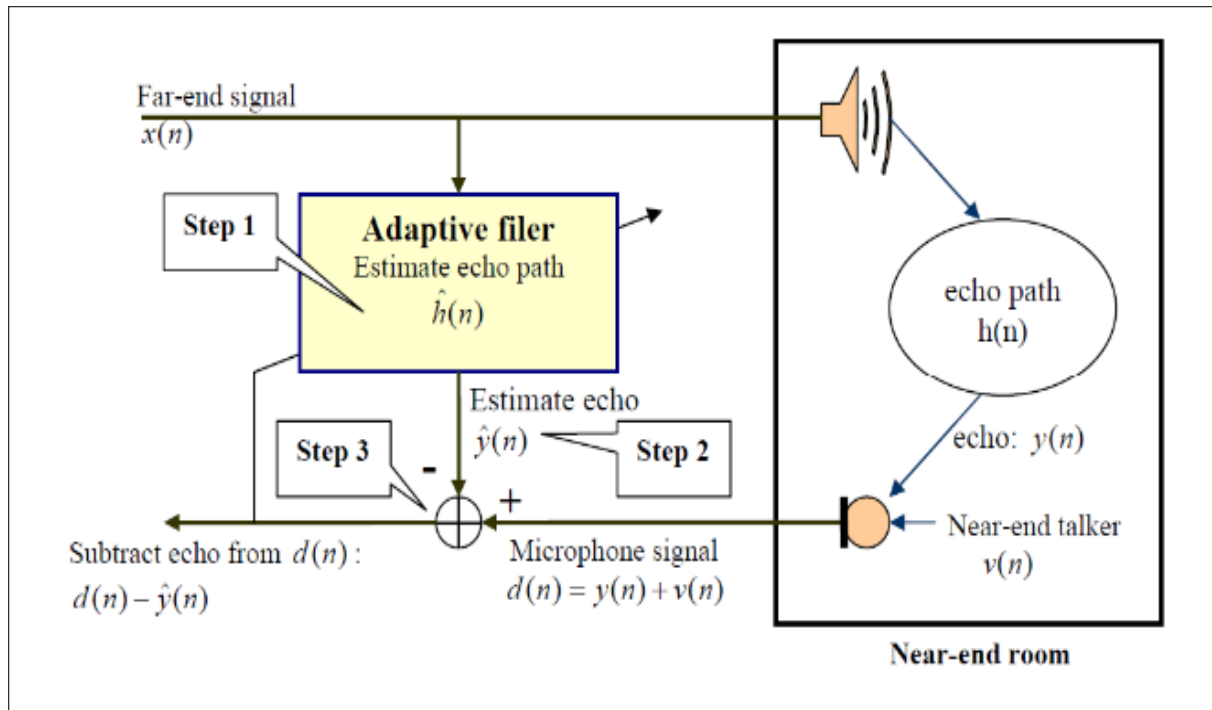 Far-end signal
x(n)
Step 1
Adaptive filer
Estimate echo path
ĥ(n)
echo path
h(n)
Estimate echo
ŷ(n)
Step 2
Step 3
-
+
echo: y(n)
Near-end talker
v(n)
Microphone signal
d(n) = y(n) + v(n)
Subtract echo from d(n) :
d(n) − ŷ(n)
Near-end room